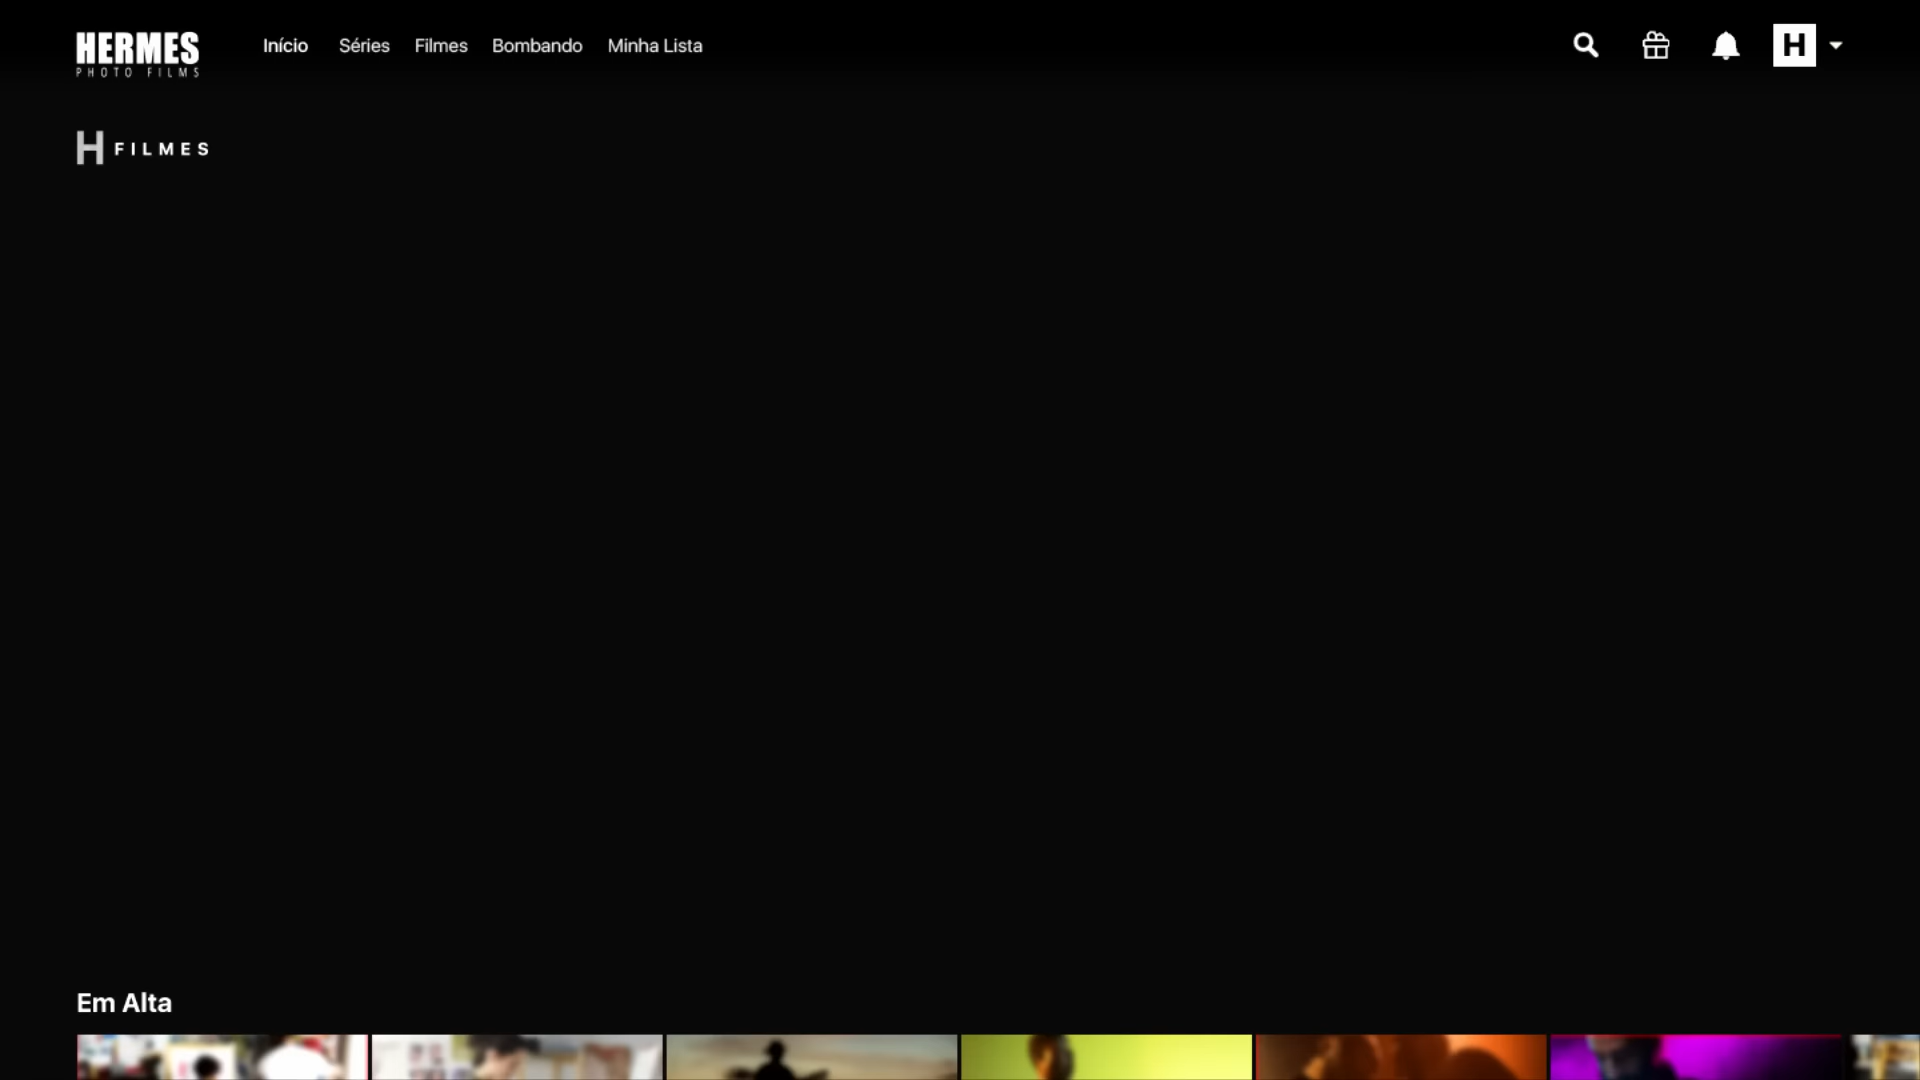 HERMES
PHOTO FILMS
Início Séries Filmes Bombando Minha Lista
H
H FILMES
Em Alta